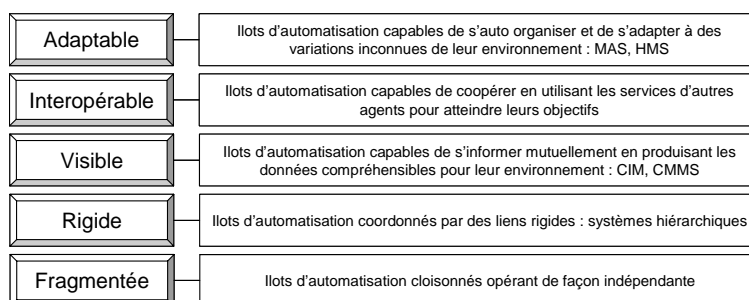 Adaptable
Ilots d'automatisation capables de s'auto organiser et de s'adapter à des
variations inconnues de leur environnement : MAS, HMS
Interopérable
Ilots d'automatisation capables de coopérer en utilisant les services d'autres
agents pour atteindre leurs objectifs
Visible
Ilots d'automatisation capables de s'informer mutuellement en produisant les
données compréhensibles pour leur environnement : CIM, CMMS
Rigide
Ilots d'automatisation coordonnés par des liens rigides : systèmes hiérarchiques
Fragmentée
Ilots d'automatisation cloisonnés opérant de façon indépendante